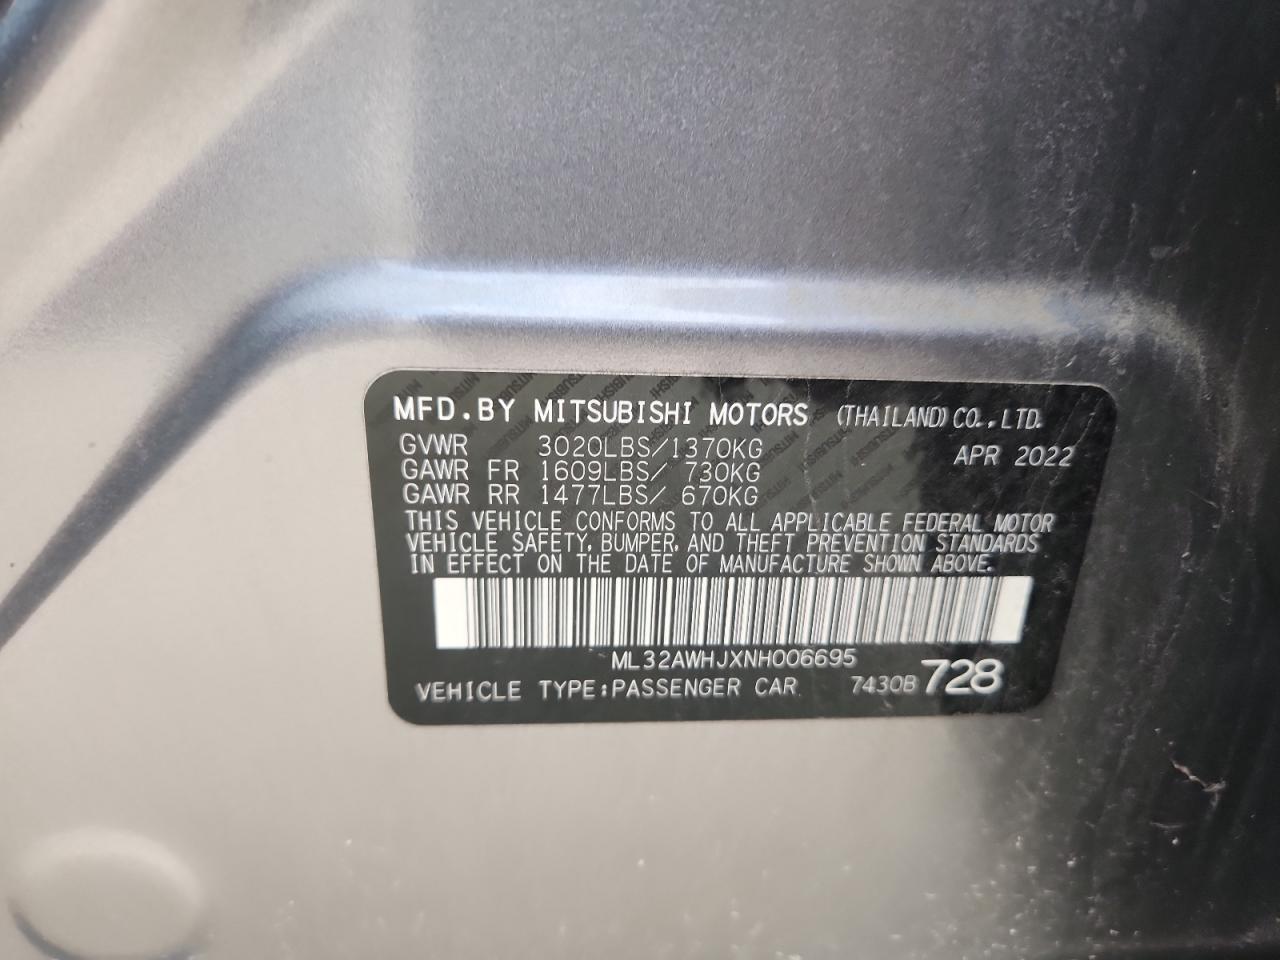 MFD.BY MITSUBISHI MOTORS (THAILAND)CO.,LTD.
GVWR 3020LBS/1370KG APR 2022
GAWR FR 1609LBS/ 730KG
GAWR RR 1477LBS/ 670KG
THIS VEHICLE CONFORMS TO ALL APPLICABLE FEDERAL MOTOR
VEHICLE SAFETY, BUMPER, AND THEFT PREVENTION STANDARDS
IN EFFECT ON THE DATE OF MANUFACTURE SHOWN ABOVE.
ML32AWHJXNH006695
VEHICLE TYPE:PASSENGER CAR 7430B 728